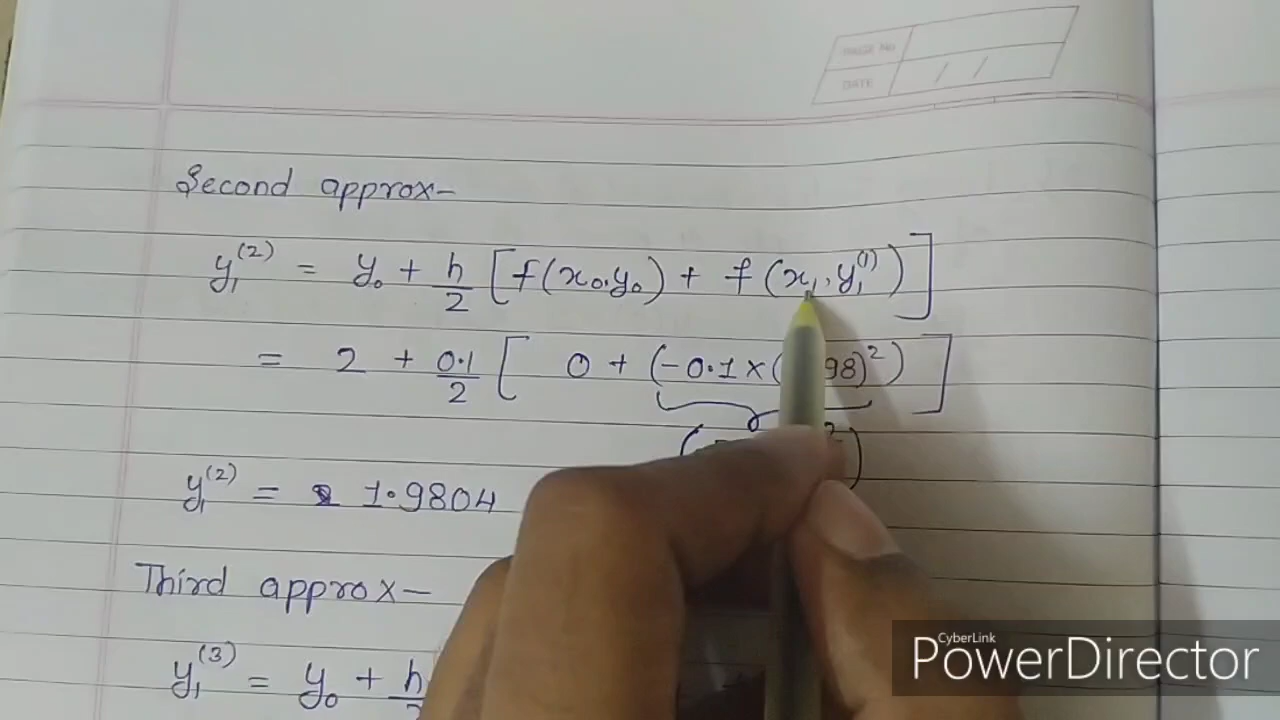 PAGE No.
DATE / /
Second approx-
y₁⁽²⁾ = y₀ + h/2 [f(x₀,y₀) + f(x₁,y₁⁽¹⁾)]
= 2 + 0.1/2 [ 0 + (-0.1×( 98)²) ]
y₁⁽²⁾ = 1.9804
Third approx-
y₁⁽³⁾ = y₀ + h
CyberLink
PowerDirector